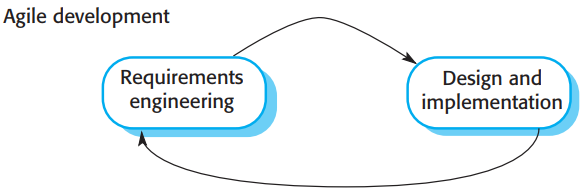 Agile development
Requirements
engineering
Design and
implementation